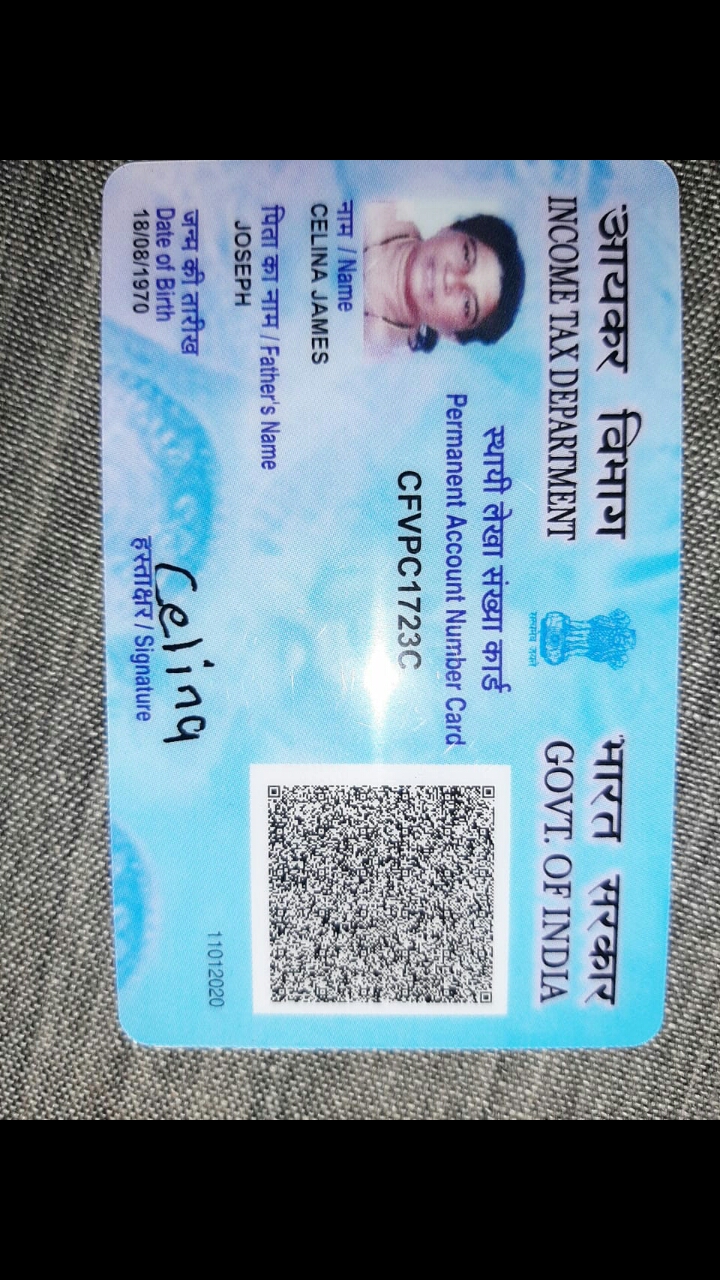 आयकर विभाग
INCOME TAX DEPARTMENT
भारत सरकार
GOVT. OF INDIA
सत्यमेव जयते
स्थायी लेखा संख्या कार्ड
Permanent Account Number Card
CFVPC1723C
नाम / Name
CELINA JAMES
पिता का नाम / Father's Name
JOSEPH
जन्म की तारीख
Date of Birth
18/08/1970
Celina
हस्ताक्षर / Signature
11012020